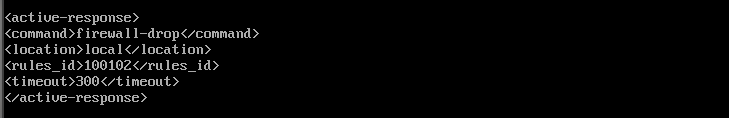 <active-response>
<command>firewall-drop</command>
<location>local</location>
<rules_id>100102</rules_id>
<timeout>300</timeout>
</active-response>